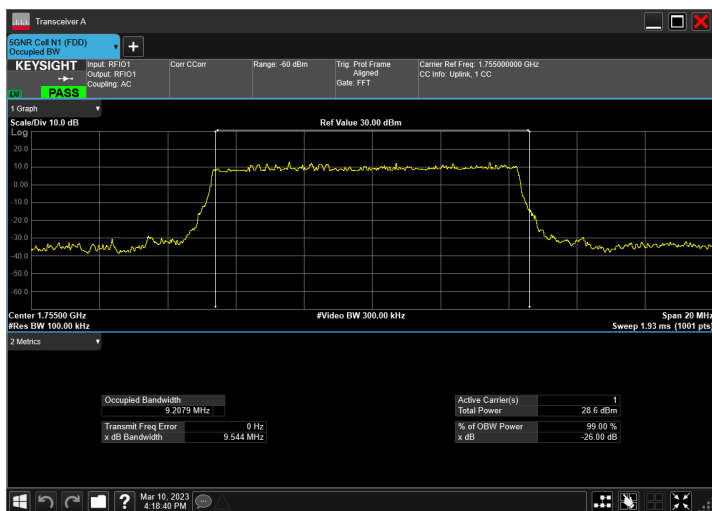 Transceiver A
5GNR Cell N1 (FDD)
Occupied BW
KEYSIGHT
Input: RFIO1
Output: RFIO1
Coupling: AC
Corr CCorr
Range: -60 dBm
Trig: Prot Frame
Aligned
Gate: FFT
Carrier Ref Freq: 1.755000000 GHz
CC Info: Uplink, 1 CC
LXI
PASS
1 Graph
Scale/Div 10.0 dB
Ref Value 30.00 dBm
Log
20.0
10.0
0.00
-10.0
-20.0
-30.0
-40.0
-50.0
-60.0
Center 1.75500 GHz
#Video BW 300.00 kHz
Span 20 MHz
#Res BW 100.00 kHz
Sweep 1.93 ms (1001 pts)
2 Metrics
Occupied Bandwidth
9.2079 MHz
Transmit Freq Error 0 Hz
x dB Bandwidth 9.544 MHz
Active Carrier(s) 1
Total Power 28.6 dBm
% of OBW Power 99.00 %
x dB -26.00 dB
Mar 10, 2023
4:18:40 PM